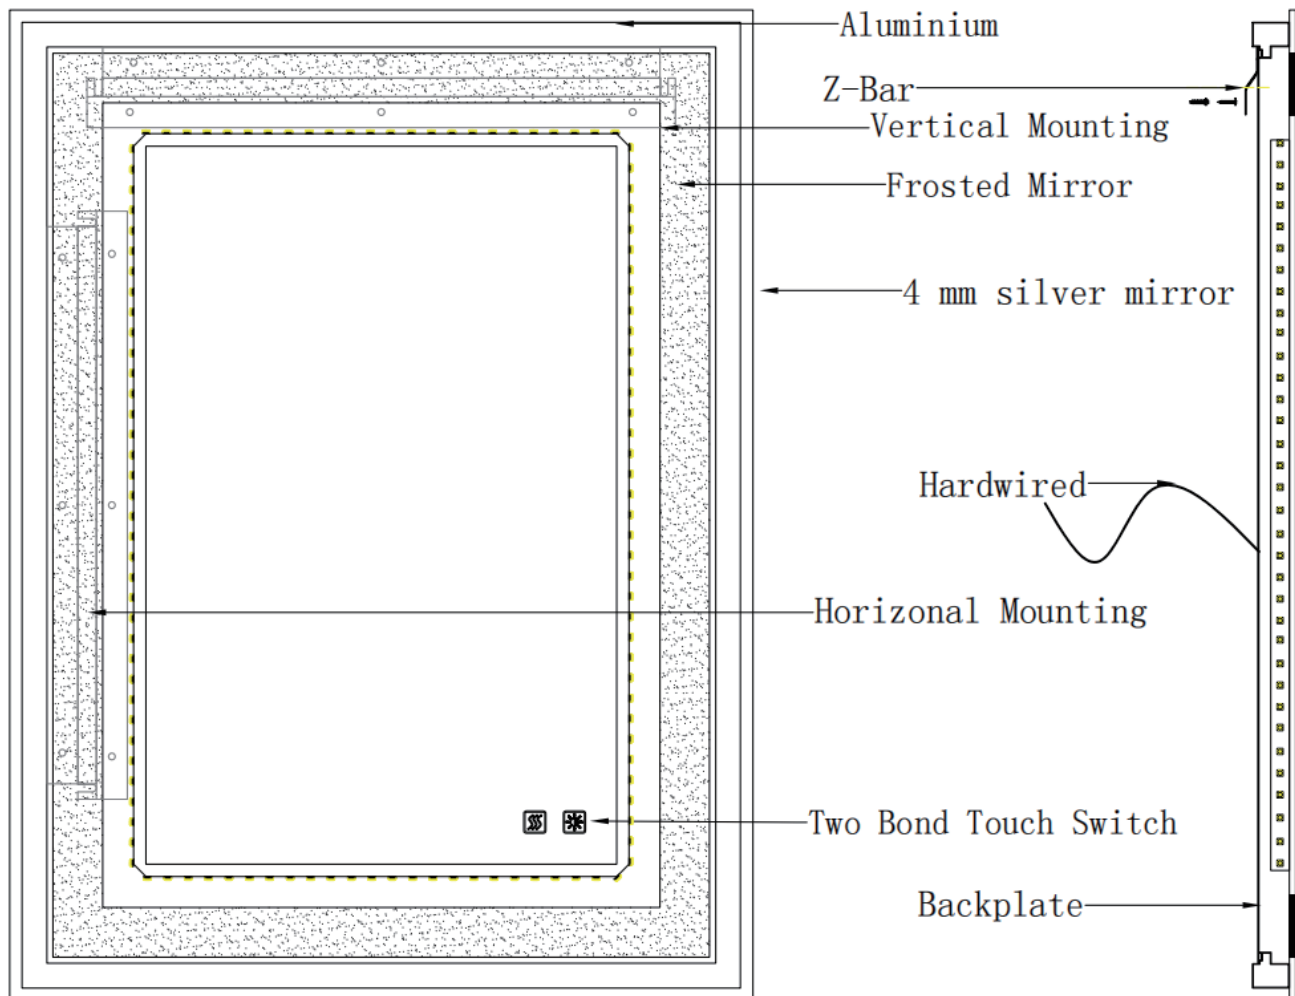 Aluminium
Z-Bar
Vertical Mounting
Frosted Mirror
4 mm silver mirror
Hardwired
Horizonal Mounting
Two Bond Touch Switch
Backplate